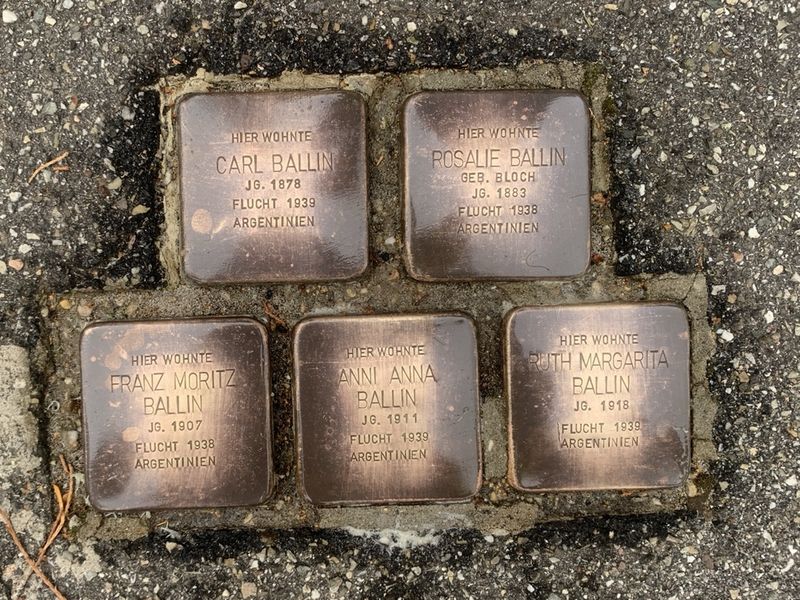 HIER WOHNTE
CARL BALLIN
JG. 1878
FLUCHT 1939
ARGENTINIEN
HIER WOHNTE
ROSALIE BALLIN
GEB. BLOCH
JG. 1883
FLUCHT 1938
ARGENTINIEN
HIER WOHNTE
FRANZ MORITZ
BALLIN
JG. 1907
FLUCHT 1938
ARGENTINIEN
HIER WOHNTE
ANNI ANNA
BALLIN
JG. 1911
FLUCHT 1939
ARGENTINIEN
HIER WOHNTE
RUTH MARGARITA
BALLIN
JG. 1918
FLUCHT 1939
ARGENTINIEN